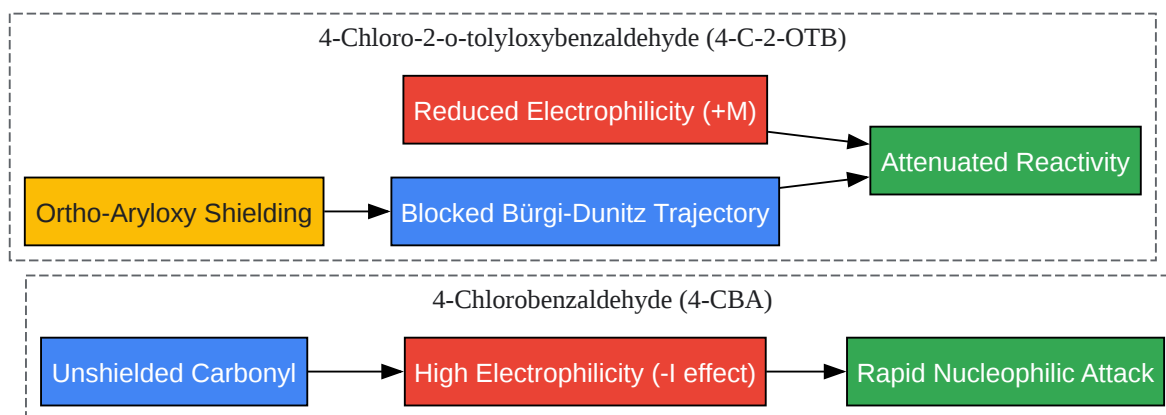 4-Chloro-2-o-tolyloxybenzaldehyde (4-C-2-OTB)
Reduced Electrophilicity (+M)
Attenuated Reactivity
Ortho-Aryloxy Shielding
Blocked Bürgi-Dunitz Trajectory
4-Chlorobenzaldehyde (4-CBA)
Unshielded Carbonyl
High Electrophilicity (-I effect)
Rapid Nucleophilic Attack